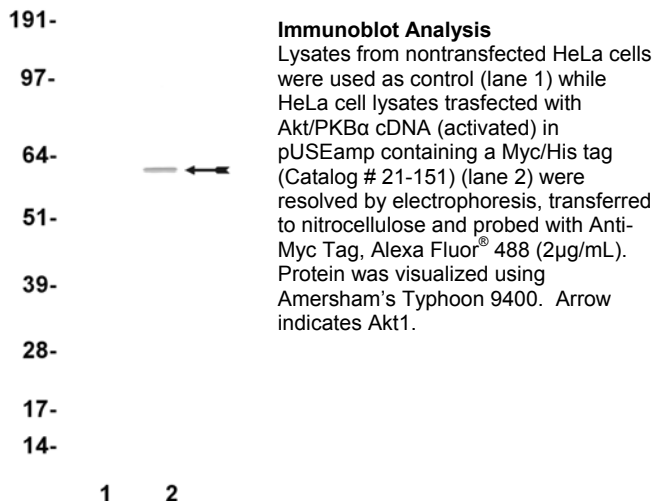 191-
97-
64-
51-
39-
28-
17-
14-
1 2
Immunoblot Analysis
Lysates from nontransfected HeLa cells
were used as control (lane 1) while
HeLa cell lysates trasfected with
Akt/PKBα cDNA (activated) in
pUSEamp containing a Myc/His tag
(Catalog # 21-151) (lane 2) were
resolved by electrophoresis, transferred
to nitrocellulose and probed with Anti-
Myc Tag, Alexa Fluor® 488 (2µg/mL).
Protein was visualized using
Amersham's Typhoon 9400. Arrow
indicates Akt1.